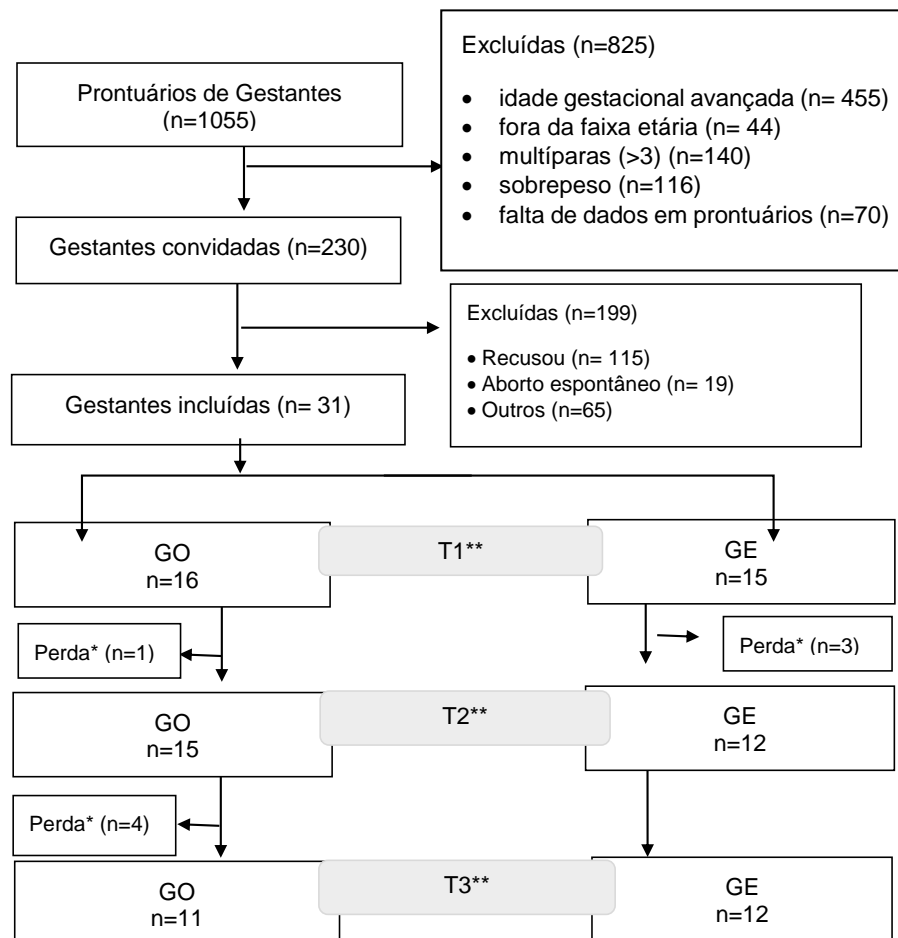 Prontuários de Gestantes
(n=1055)
Excluídas (n=825)
• idade gestacional avançada (n= 455)
• fora da faixa etária (n= 44)
• multíparas (>3) (n=140)
• sobrepeso (n=116)
• falta de dados em prontuários (n=70)
Gestantes convidadas (n=230)
Excluídas (n=199)
• Recusou (n= 115)
• Aborto espontâneo (n= 19)
• Outros (n=65)
Gestantes incluídas (n= 31)
GO
n=16
T1**
GE
n=15
Perda* (n=1)
Perda* (n=3)
GO
n=15
T2**
GE
n=12
Perda* (n=4)
GO
n=11
T3**
GE
n=12